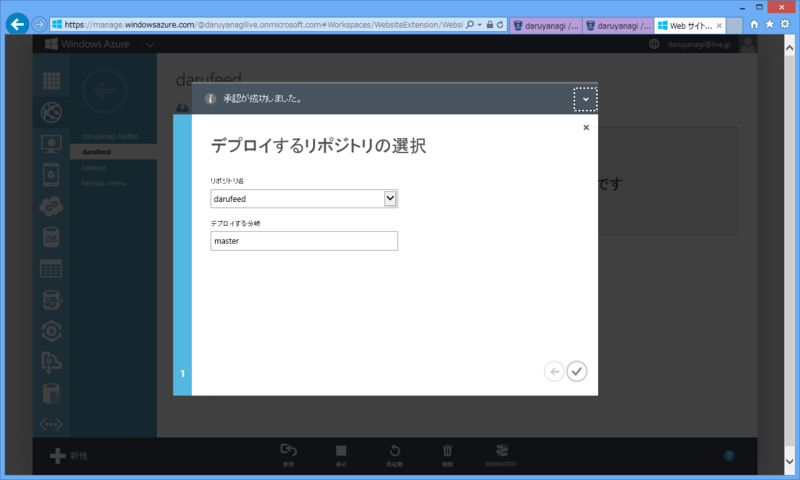 https://manage.windowsazure.com/@daruyanagilive.onmicrosoft.com#Workspaces/WebsiteExtension/Websi
daruyanagi /...
daruyanagi /...
Web サイト...
Windows Azure
daruyanagi@live.jp
darufeed
daruyanagi-twitter
darufeed
kendou-memo
承認が成功しました。
デプロイするリポジトリの選択
リポジトリ名
darufeed
デプロイする分岐
master
です
1
新規
参照
停止
再起動
削除
WEBMATRIX